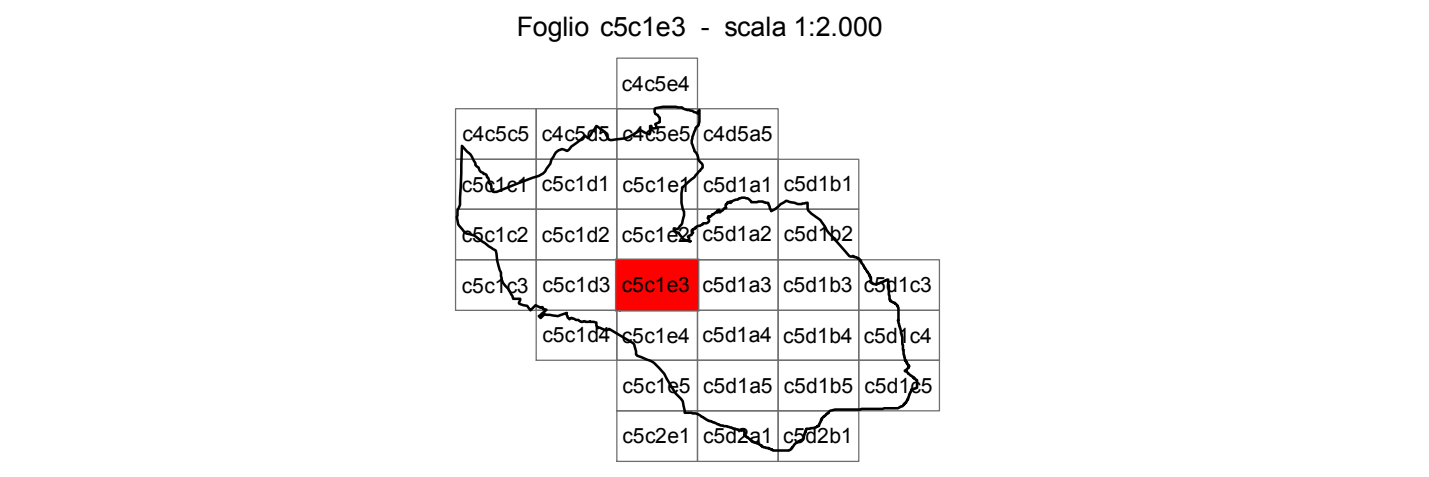 Foglio c5c1e3 - scala 1:2.000
c4c5e4
c4c5c5 c4c5d5 c4c5e5 c4d5a5
c5c1c1 c5c1d1 c5c1e1 c5d1a1 c5d1b1
c5c1c2 c5c1d2 c5c1e2 c5d1a2 c5d1b2
c5c1c3 c5c1d3 c5c1e3 c5d1a3 c5d1b3 c5d1c3
c5c1d4 c5c1e4 c5d1a4 c5d1b4 c5d1c4
c5c1e5 c5d1a5 c5d1b5 c5d1c5
c5c2e1 c5d2a1 c5d2b1